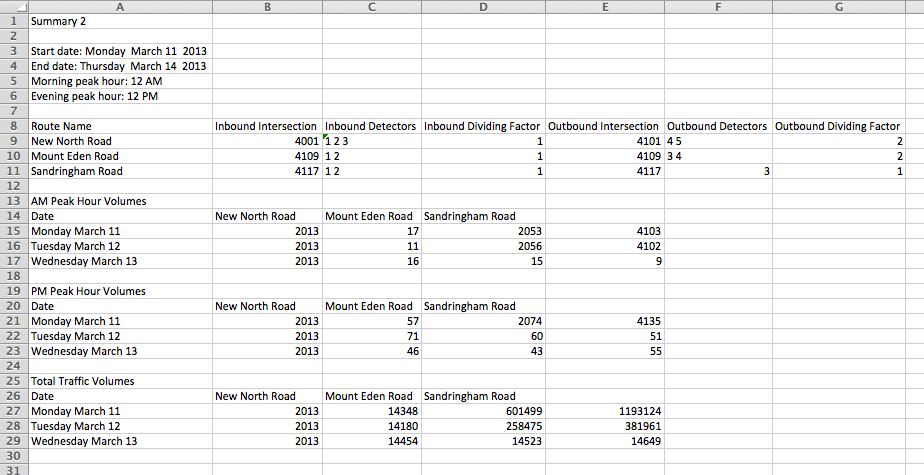 A B C D E F G
1 Summary 2
2
3 Start date: Monday  March 11  2013
4 End date: Thursday  March 14  2013
5 Morning peak hour: 12 AM
6 Evening peak hour: 12 PM
7
8 Route Name Inbound Intersection Inbound Detectors Inbound Dividing Factor Outbound Intersection Outbound Detectors Outbound Dividing Factor
9 New North Road 4001 1 2 3 1 4101 4 5 2
10 Mount Eden Road 4109 1 2 1 4109 3 4 2
11 Sandringham Road 4117 1 2 1 4117 3 1
12
13 AM Peak Hour Volumes
14 Date New North Road Mount Eden Road Sandringham Road
15 Monday March 11 2013 17 2053 4103
16 Tuesday March 12 2013 11 2056 4102
17 Wednesday March 13 2013 16 15 9
18
19 PM Peak Hour Volumes
20 Date New North Road Mount Eden Road Sandringham Road
21 Monday March 11 2013 57 2074 4135
22 Tuesday March 12 2013 71 60 51
23 Wednesday March 13 2013 46 43 55
24
25 Total Traffic Volumes
26 Date New North Road Mount Eden Road Sandringham Road
27 Monday March 11 2013 14348 601499 1193124
28 Tuesday March 12 2013 14180 258475 381961
29 Wednesday March 13 2013 14454 14523 14649
30
31